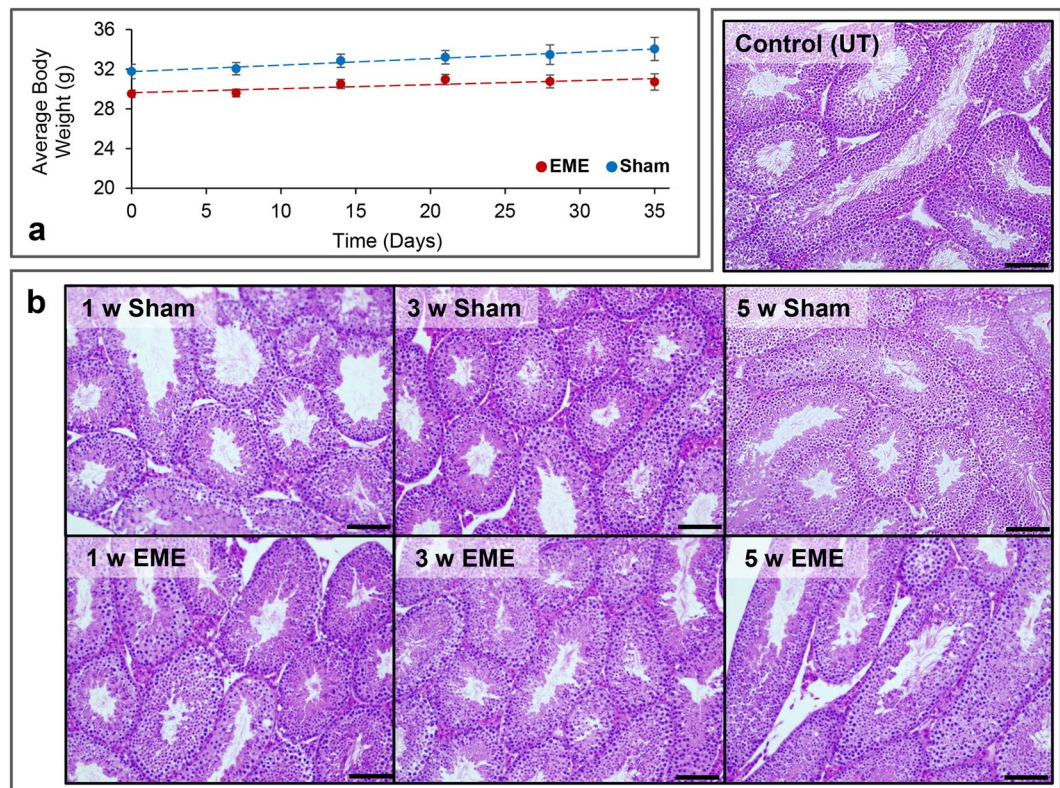 36
32
28
24
20
Average Body
Weight (g)
EME
Sham
0 5 10 15 20 25 30 35
Time (Days)
a
Control (UT)
b
1 w Sham
3 w Sham
5 w Sham
1 w EME
3 w EME
5 w EME